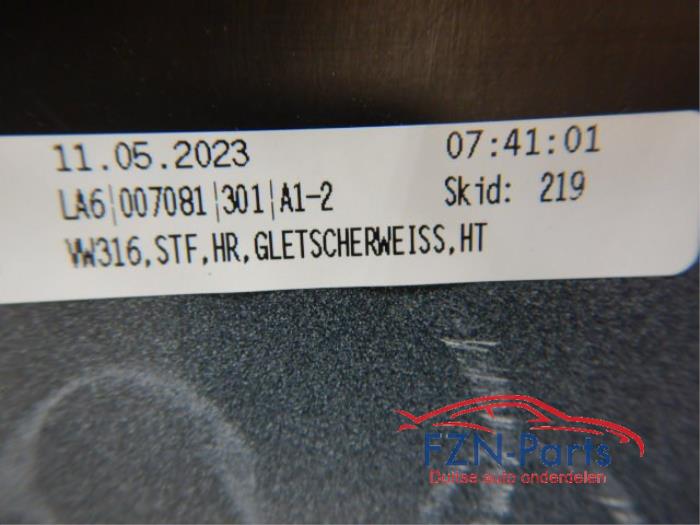 11.05.2023 07:41:01
LA6|007081|301|A1-2 Skid: 219
VW316,STF,HR,GLETSCHERWEISS,HT
FZN-Parts
Duitse auto onderdelen